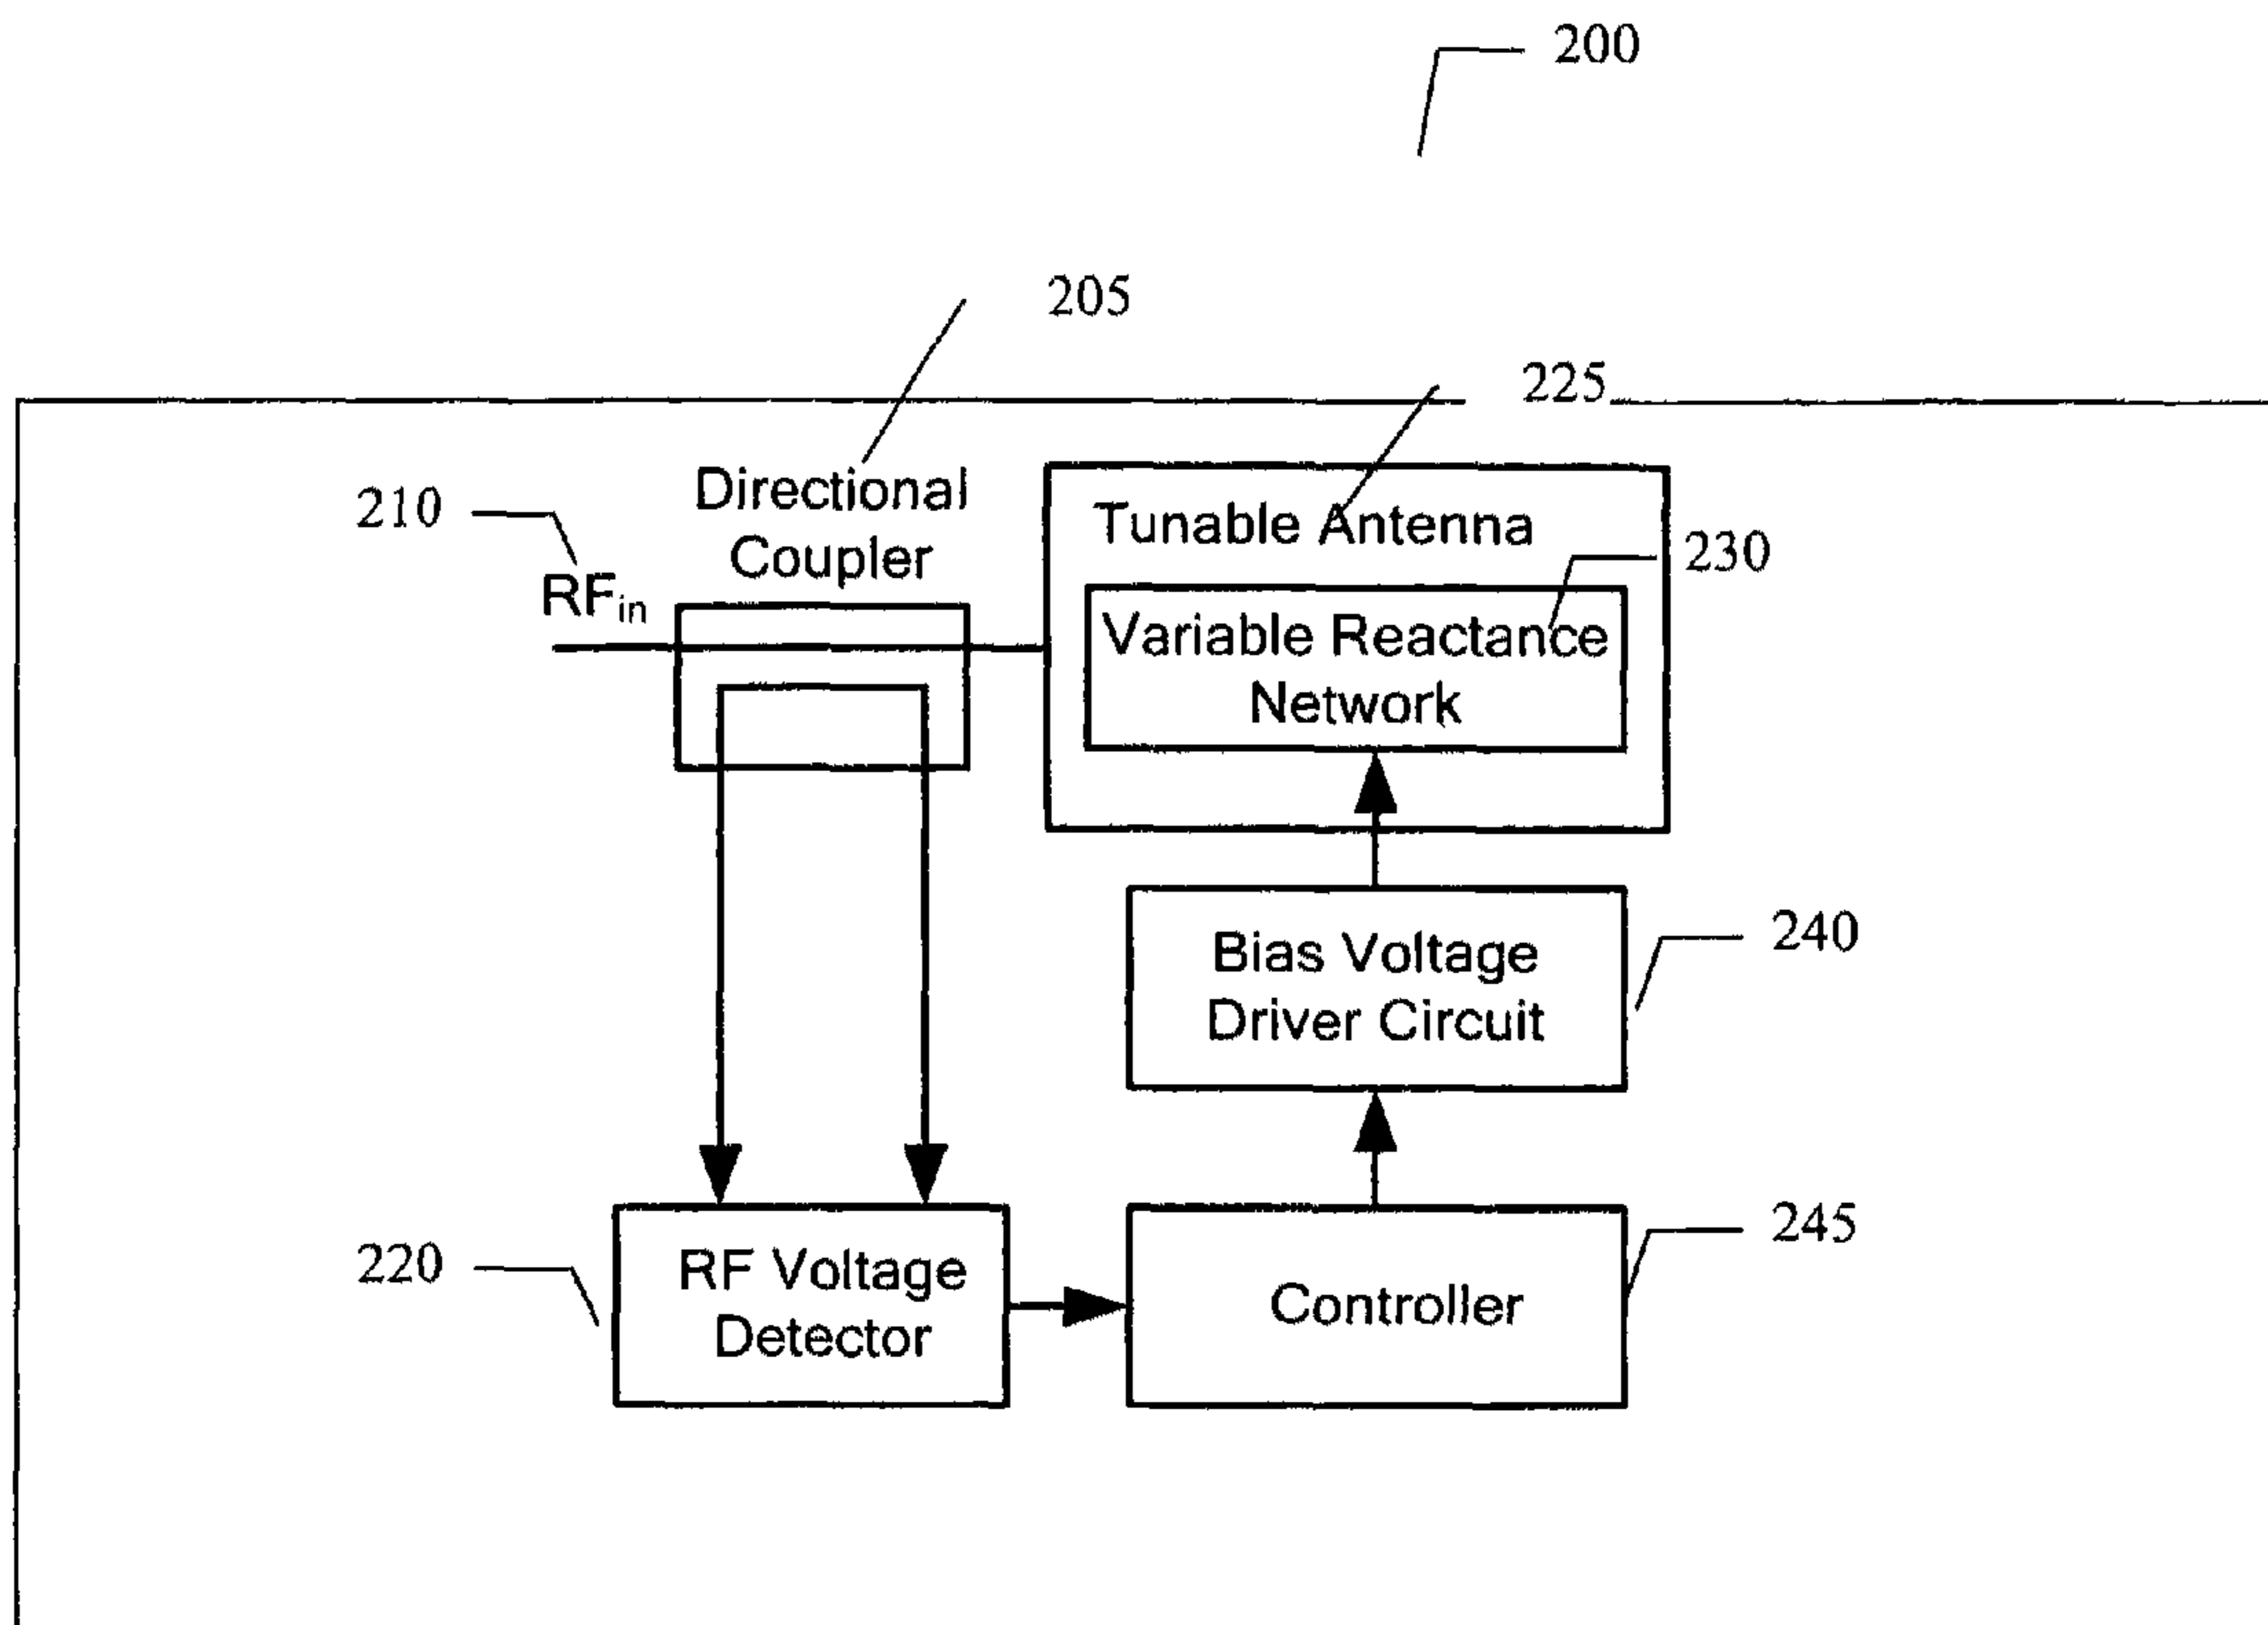 200
205
225
Directional
Coupler
210
RFin
Tunable Antenna
230
Variable Reactance
Network
Bias Voltage
Driver Circuit
240
220
RF Voltage
Detector
Controller
245